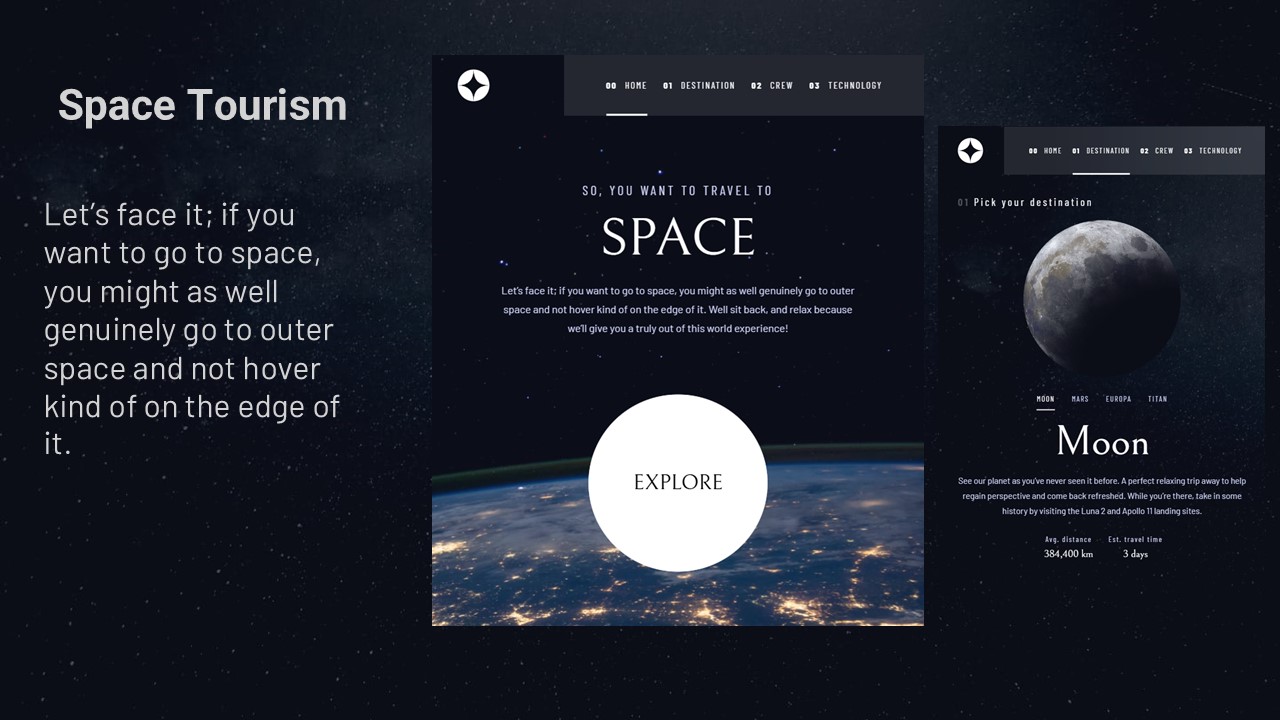 Space Tourism
Let’s face it; if you
want to go to space,
you might as well
genuinely go to outer
space and not hover
kind of on the edge of
it.
00 HOME 01 DESTINATION 02 CREW 03 TECHNOLOGY
SO, YOU WANT TO TRAVEL TO
SPACE
Let’s face it; if you want to go to space, you might as well genuinely go to outer
space and not hover kind of on the edge of it. Well sit back, and relax because
we’ll give you a truly out of this world experience!
EXPLORE
00 HOME 01 DESTINATION 02 CREW 03 TECHNOLOGY
01 Pick your destination
MOON MARS EUROPA TITAN
Moon
See our planet as you’ve never seen it before. A perfect relaxing trip away to help
regain perspective and come back refreshed. While you’re there, take in some
history by visiting the Luna 2 and Apollo 11 landing sites.
Avg. distance Est. travel time
384,400 km 3 days